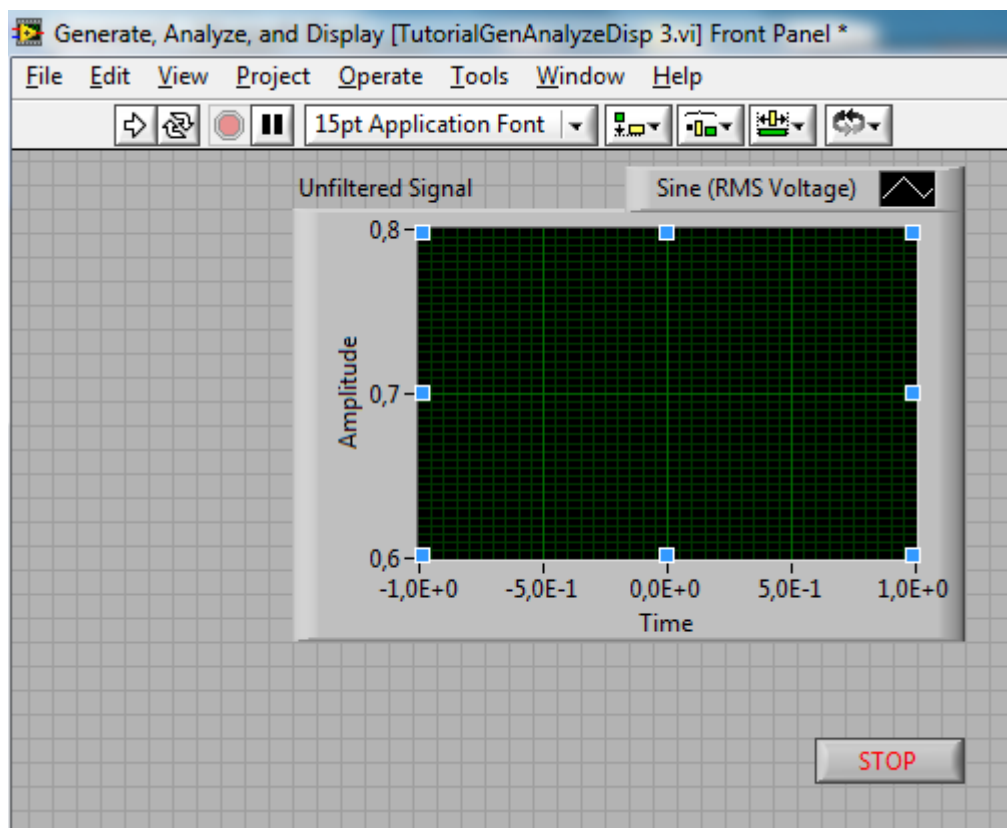 Generate, Analyze, and Display [TutorialGenAnalyzeDisp 3.vi] Front Panel *
File Edit View Project Operate Tools Window Help
15pt Application Font
Unfiltered Signal
Sine (RMS Voltage)
0,8
0,7
0,6
Amplitude
-1,0E+0 -5,0E-1 0,0E+0 5,0E-1 1,0E+0
Time
STOP